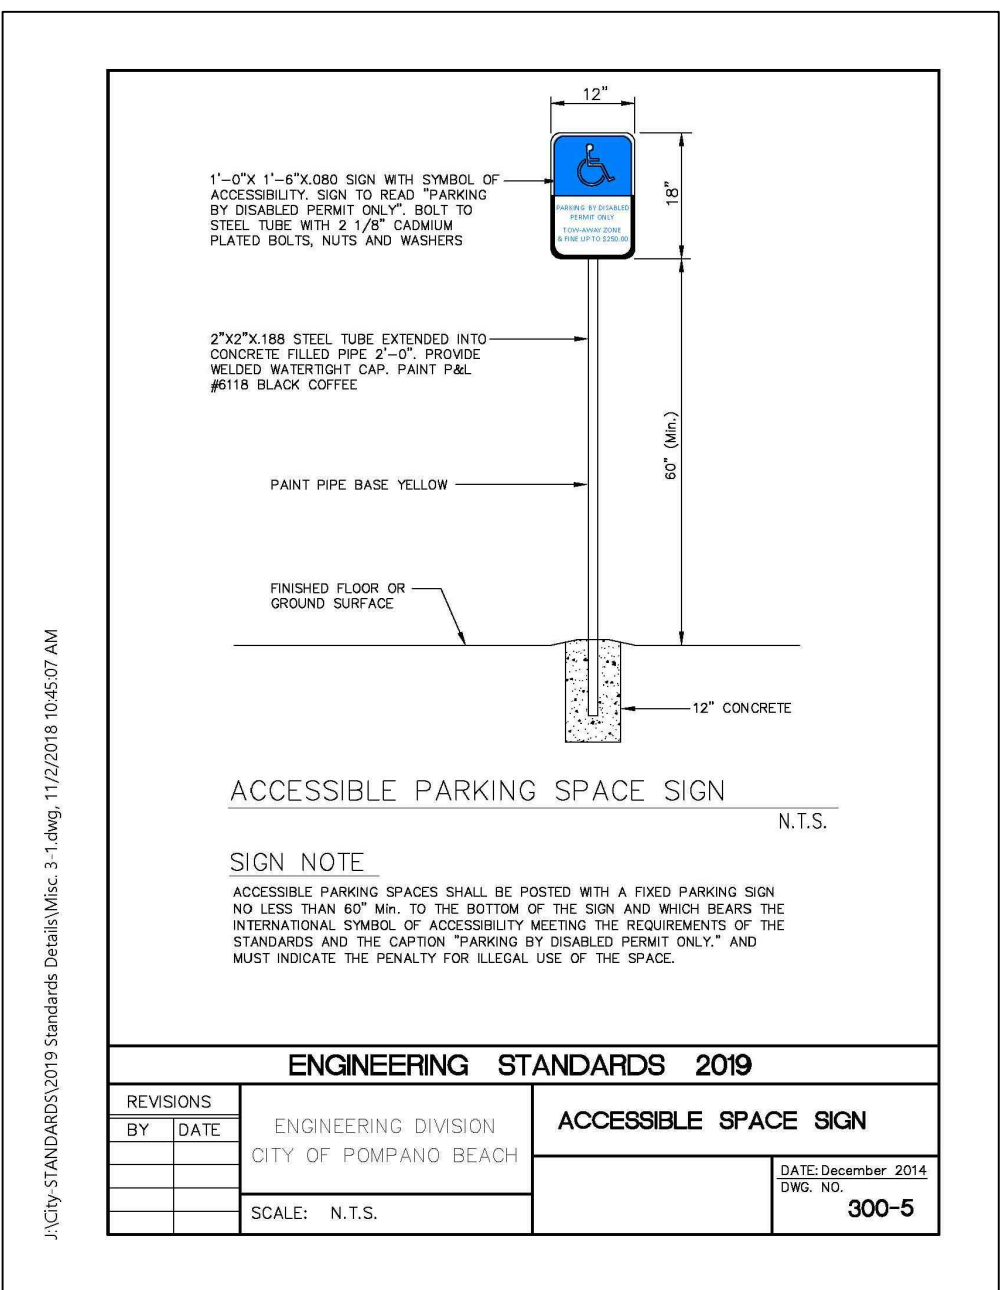 12"
1'-0"X 1'-6"X.080 SIGN WITH SYMBOL OF
ACCESSIBILITY. SIGN TO READ "PARKING
BY DISABLED PERMIT ONLY". BOLT TO
STEEL TUBE WITH 2 1/8" CADMIUM
PLATED BOLTS, NUTS AND WASHERS
18"
PARKING BY DISABLED
PERMIT ONLY
TOW-AWAY ZONE
& FINE UP TO $250.00
2"X2"X.188 STEEL TUBE EXTENDED INTO
CONCRETE FILLED PIPE 2'-0". PROVIDE
WELDED WATERTIGHT CAP. PAINT P&L
#6118 BLACK COFFEE
60" (Min.)
PAINT PIPE BASE YELLOW
FINISHED FLOOR OR
GROUND SURFACE
12" CONCRETE
ACCESSIBLE PARKING SPACE SIGN
N.T.S.
SIGN NOTE
ACCESSIBLE PARKING SPACES SHALL BE POSTED WITH A FIXED PARKING SIGN
NO LESS THAN 60" Min. TO THE BOTTOM OF THE SIGN AND WHICH BEARS THE
INTERNATIONAL SYMBOL OF ACCESSIBILITY MEETING THE REQUIREMENTS OF THE
STANDARDS AND THE CAPTION "PARKING BY DISABLED PERMIT ONLY." AND
MUST INDICATE THE PENALTY FOR ILLEGAL USE OF THE SPACE.
J:\City-STANDARDS\2019 Standards Details\Misc. 3-1.dwg, 11/2/2018 10:45:07 AM
ENGINEERING STANDARDS 2019
REVISIONS
BY DATE
ENGINEERING DIVISION
CITY OF POMPANO BEACH
SCALE: N.T.S.
ACCESSIBLE SPACE SIGN
DATE: December 2014
DWG. NO.
300-5